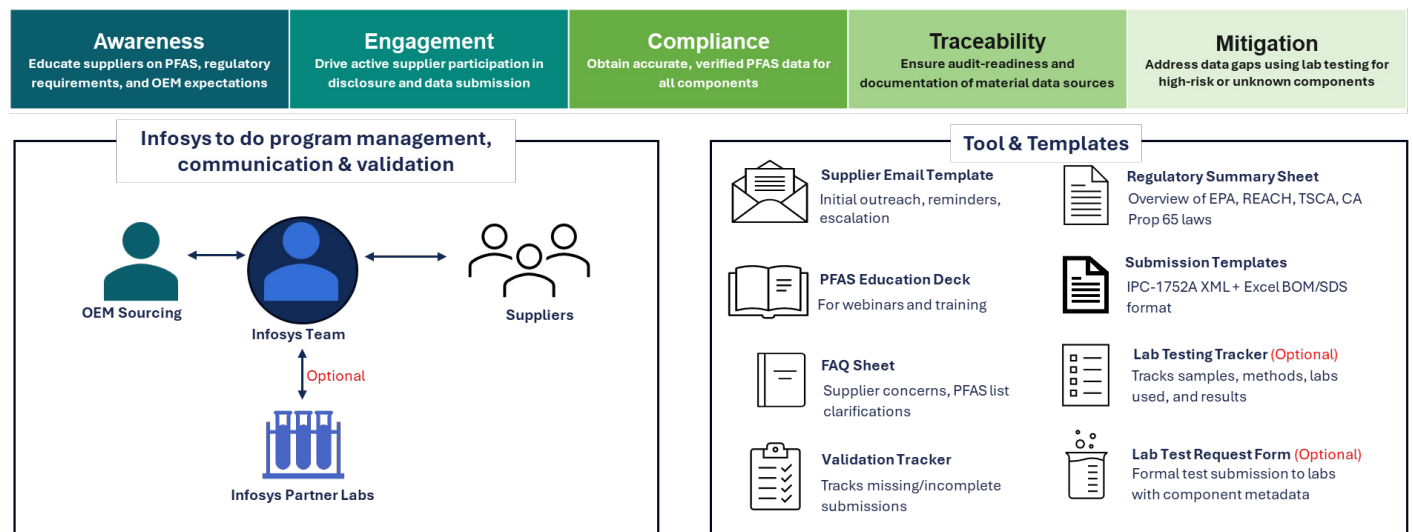 Awareness
Educate suppliers on PFAS, regulatory
requirements, and OEM expectations
Engagement
Drive active supplier participation in
disclosure and data submission
Compliance
Obtain accurate, verified PFAS data for
all components
Traceability
Ensure audit-readiness and
documentation of material data sources
Mitigation
Address data gaps using lab testing for
high-risk or unknown components
Infosys to do program management,
communication & validation
OEM Sourcing
Infosys Team
Suppliers
Optional
Infosys Partner Labs
Tool & Templates
Supplier Email Template
Initial outreach, reminders,
escalation
PFAS Education Deck
For webinars and training
FAQ Sheet
Supplier concerns, PFAS list
clarifications
Validation Tracker
Tracks missing/incomplete
submissions
Regulatory Summary Sheet
Overview of EPA, REACH, TSCA, CA
Prop 65 laws
Submission Templates
IPC-1752A XML + Excel BOM/SDS
format
Lab Testing Tracker (Optional)
Tracks samples, methods, labs
used, and results
Lab Test Request Form (Optional)
Formal test submission to labs
with component metadata